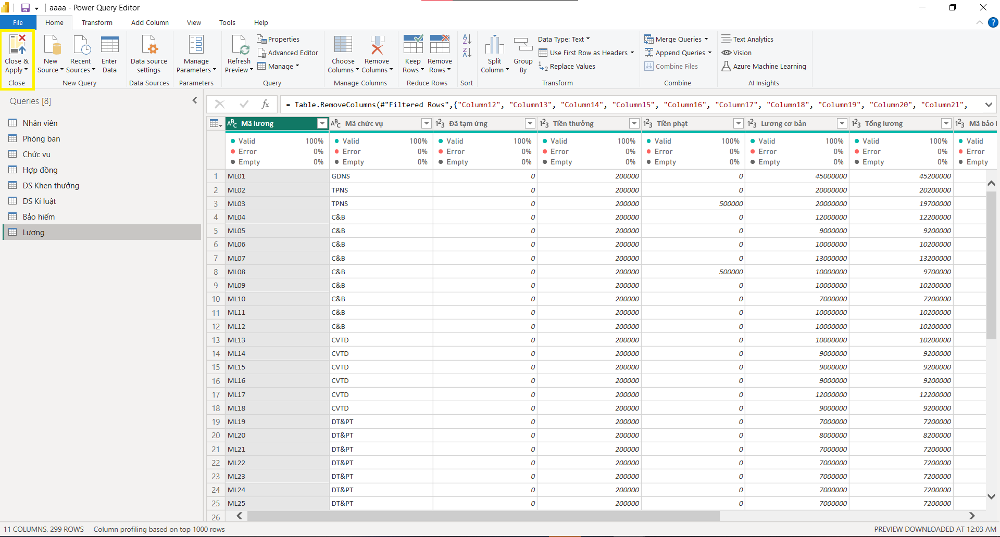 aaaa - Power Query Editor
File Home Transform Add Column View Tools Help
Close & Apply
Close
New Source
Recent Sources
Enter Data
New Query
Data source settings
Data Sources
Manage Parameters
Parameters
Refresh Preview
Properties
Advanced Editor
Manage
Query
Choose Columns
Remove Columns
Manage Columns
Keep Rows
Remove Rows
Reduce Rows
Sort
Split Column
Group By
Data Type: Text
Use First Row as Headers
Replace Values
Transform
Merge Queries
Append Queries
Combine Files
Combine
Text Analytics
Vision
Azure Machine Learning
AI Insights
Queries [8]
Nhân viên
Phòng ban
Chức vụ
Hợp đồng
DS Khen thưởng
DS Kỉ luật
Bảo hiểm
Lương
fx = Table.RemoveColumns(#"Filtered Rows",{"Column12", "Column13", "Column14", "Column15", "Column16", "Column17", "Column18", "Column19", "Column20", "Column21",
Mã lương Mã chức vụ Đã tạm ứng Tiền thưởng Tiền phạt Lương cơ bản Tổng lương Mã bảo
Valid 100% Valid 100% Valid 100% Valid 100% Valid 100% Valid 100% Valid 100% Valid
Error 0% Error 0% Error 0% Error 0% Error 0% Error 0% Error 0% Error
Empty 0% Empty 0% Empty 0% Empty 0% Empty 0% Empty 0% Empty 0% Empty
1 ML01 GDNS 0 200000 0 45000000 45200000
2 ML02 TPNS 0 200000 0 20000000 20200000
3 ML03 TPNS 0 200000 500000 20000000 19700000
4 ML04 C&B 0 200000 0 12000000 12200000
5 ML05 C&B 0 200000 0 9000000 9200000
6 ML06 C&B 0 200000 0 10000000 10200000
7 ML07 C&B 0 200000 0 13000000 13200000
8 ML08 C&B 0 200000 500000 10000000 9700000
9 ML09 C&B 0 200000 0 10000000 10200000
10 ML10 C&B 0 200000 0 7000000 7200000
11 ML11 C&B 0 200000 0 10000000 10200000
12 ML12 C&B 0 200000 0 10000000 10200000
13 ML13 CVTD 0 200000 0 10000000 10200000
14 ML14 CVTD 0 200000 0 9000000 9200000
15 ML15 CVTD 0 200000 0 9000000 9200000
16 ML16 CVTD 0 200000 0 9000000 9200000
17 ML17 CVTD 0 200000 0 12000000 12200000
18 ML18 CVTD 0 200000 0 9000000 9200000
19 ML19 DT&PT 0 200000 0 7000000 7200000
20 ML20 DT&PT 0 200000 0 8000000 8200000
21 ML21 DT&PT 0 200000 0 7000000 7200000
22 ML22 DT&PT 0 200000 0 7000000 7200000
23 ML23 DT&PT 0 200000 0 7000000 7200000
24 ML24 DT&PT 0 200000 0 7000000 7200000
25 ML25 DT&PT 0 200000 0 7000000 7200000
26
11 COLUMNS, 299 ROWS Column profiling based on top 1000 rows PREVIEW DOWNLOADED AT 12:03 AM